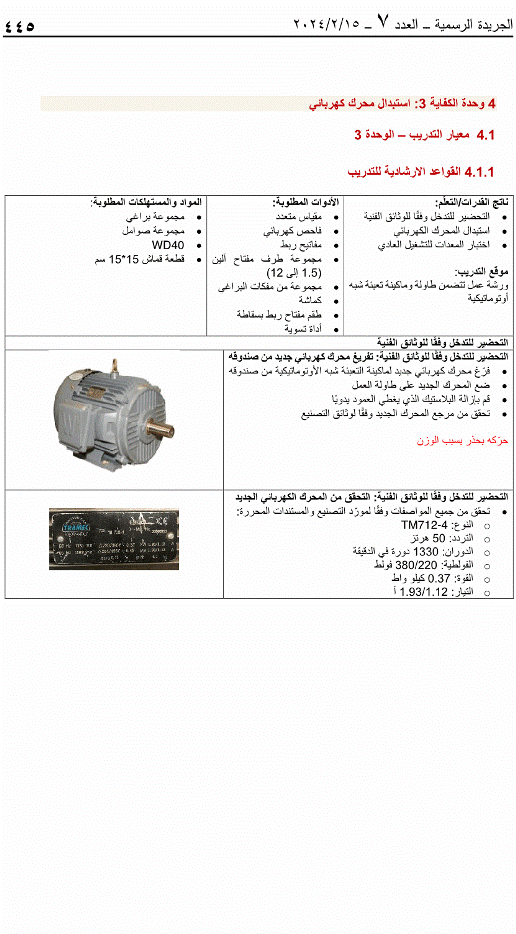 الجريدة الرسمية – العدد ٧ – ٢٠٢٤/٢/١٥
٤٤٥
4 وحدة الكفاية 3: استبدال محرك كهربائي
4.1 معيار التدريب – الوحدة 3
4.1.1 القواعد الارشادية للتدريب
ناتج القدرات/التعلّم:
• التحضير للتدخل وفقًا للوثائق الفنية
• استبدال المحرك الكهربائي
• اختبار المعدات للتشغيل العادي
موقع التدريب:
ورشة عمل تتضمن طاولة وماكينة تعبئة شبه
أوتوماتيكية
الأدوات المطلوبة:
• مقياس متعدد
• فاحص كهربائي
• مفاتيح ربط
• مجموعة طرف مفتاح ألين
(1.5 إلى 12)
• مجموعة من مفكات البراغي
• كماشة
• طقم مفتاح ربط بسقاطة
• أداة تسوية
المواد والمستهلكات المطلوبة:
• مجموعة براغي
• مجموعة صوامل
• WD40
• قطعة قماش 15*15 سم
التحضير للتدخل وفقًا للوثائق الفنية
التحضير للتدخل وفقًا للوثائق الفنية: تفريغ محرك كهربائي جديد من صندوقه
• فرّغ محرك كهربائي جديد لماكينة التعبئة شبه الأوتوماتيكية من صندوقه
• ضع المحرك الجديد على طاولة العمل
• قم بازالة البلاستيك الذي يغطي العمود يدويًا
• تحقق من مرجع المحرك الجديد وفقًا لوثائق التصنيع
حرّكه بحذر بسبب الوزن
التحضير للتدخل وفقًا للوثائق الفنية: التحقق من المحرك الكهربائي الجديد
• تحقق من جميع المواصفات وفقًا لمورّد التصنيع والمستندات المحررة:
o النوع: TM712-4
o التردد: 50 هرتز
o الدوران: 1330 دورة في الدقيقة
o الفولطية: 380/220 فولط
o القوة: 0.37 كيلو واط
o التيار: 1.93/1.12 أ
TRAMEC